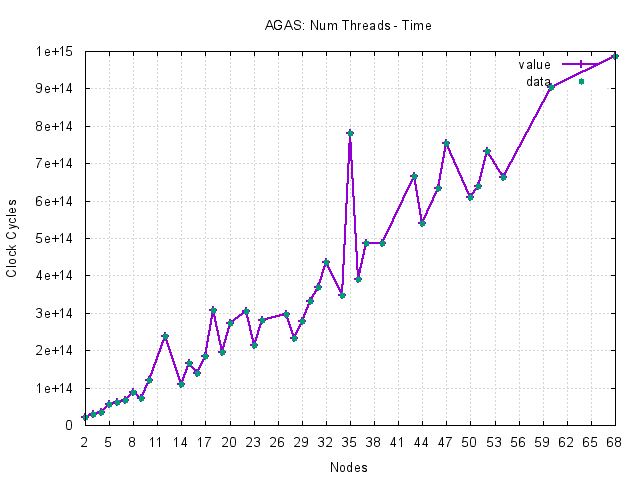 AGAS: Num Threads - Time
1e+15
9e+14
8e+14
7e+14
6e+14
5e+14
4e+14
3e+14
2e+14
1e+14
0
Clock Cycles
value
data
2 5 8 11 14 17 20 23 26 29 32 35 38 41 44 47 50 53 56 59 62 65 68
Nodes